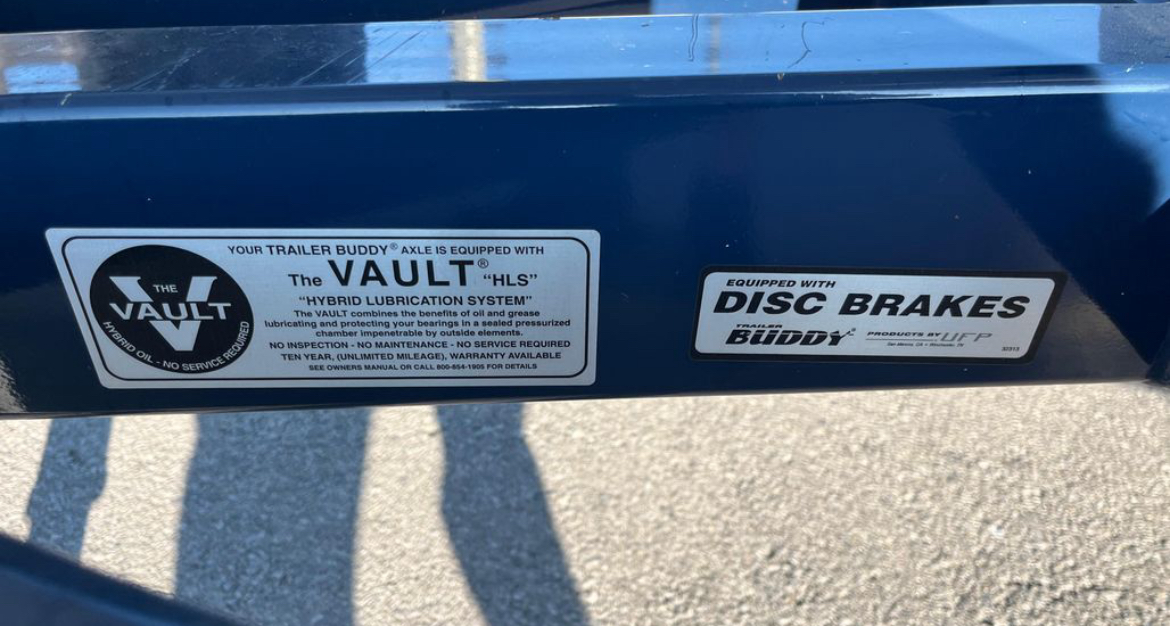 THE
VAULT
HYBRID OIL - NO SERVICE REQUIRED
YOUR TRAILER BUDDY® AXLE IS EQUIPPED WITH
The VAULT® "HLS"
"HYBRID LUBRICATION SYSTEM"
The VAULT combines the benefits of oil and grease
lubricating and protecting your bearings in a sealed pressurized
chamber impenetrable by outside elements.
NO INSPECTION - NO MAINTENANCE - NO SERVICE REQUIRED
TEN YEAR, (UNLIMITED MILEAGE), WARRANTY AVAILABLE
SEE OWNERS MANUAL OR CALL 800-854-1905 FOR DETAILS
EQUIPPED WITH
DISC BRAKES
TRAILER
BUDDY® PRODUCTS BY UFP